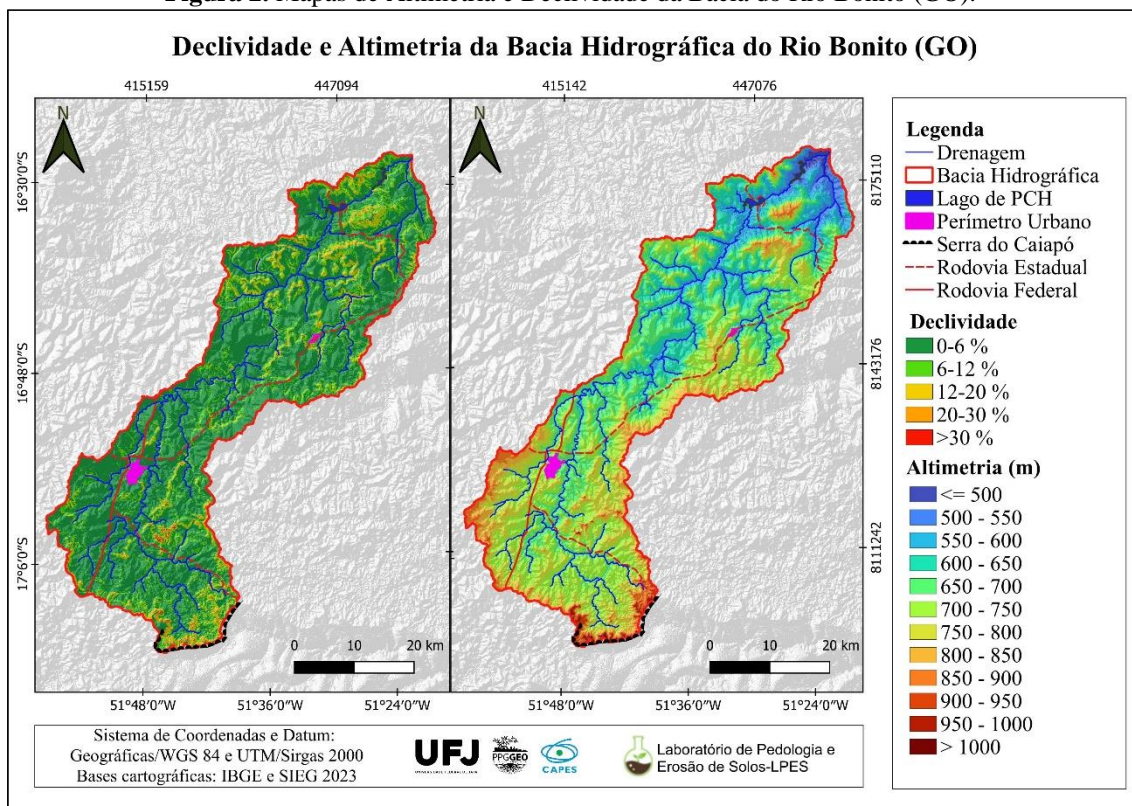 Figura 2. Mapas de Altimetria e Declividade da Bacia do Rio Bonito (GO).
Declividade e Altimetria da Bacia Hidrográfica do Rio Bonito (GO)
415159
447094
415142
447076
N
N
16°30'0"S
16°48'0"S
17°6'0"S
8175110
8143176
8111242
0
10
20 km
0
10
20 km
51°48'0"W
51°36'0"W
51°24'0"W
51°48'0"W
51°36'0"W
51°24'0"W
Legenda
Drenagem
Bacia Hidrográfica
Lago de PCH
Perímetro Urbano
Serra do Caiapó
Rodovia Estadual
Rodovia Federal
Declividade
0-6 %
6-12 %
12-20 %
20-30 %
>30 %
Altimetria (m)
<= 500
500 - 550
550 - 600
600 - 650
650 - 700
700 - 750
750 - 800
800 - 850
850 - 900
900 - 950
950 - 1000
> 1000
Sistema de Coordenadas e Datum:
Geográficas/WGS 84 e UTM/Sirgas 2000
Bases cartográficas: IBGE e SIEG 2023
UFJ
PPGGEO
CAPES
Laboratório de Pedologia e
Erosão de Solos-LPES